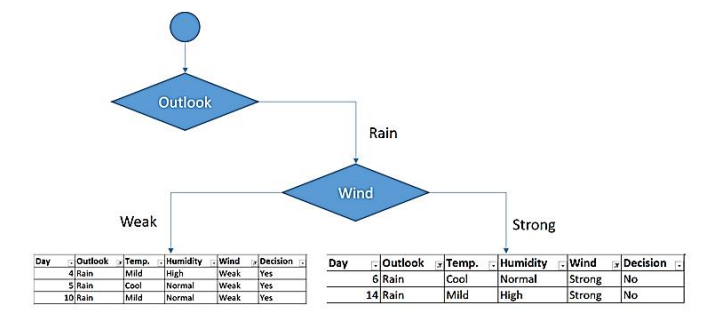 Outlook
Rain
Wind
Weak
Strong
Day Outlook Temp. Humidity Wind Decision
4 Rain Mild High Weak Yes
5 Rain Cool Normal Weak Yes
10 Rain Mild Normal Weak Yes
Day Outlook Temp. Humidity Wind Decision
6 Rain Cool Normal Strong No
14 Rain Mild High Strong No